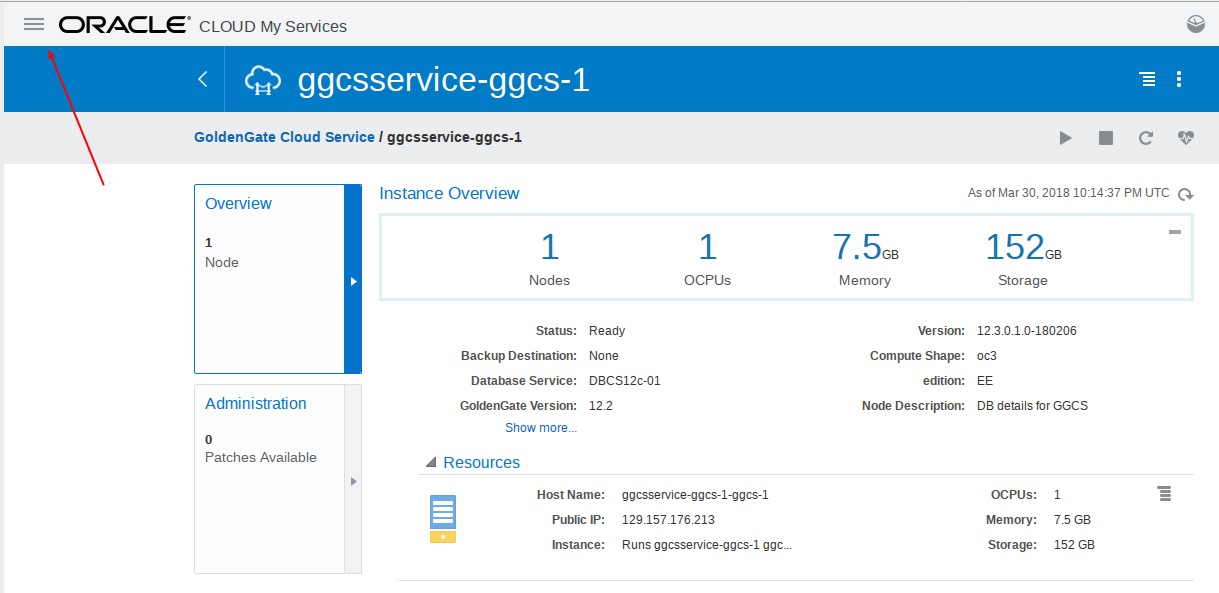 ORACLE® CLOUD My Services
ggcsservice-ggcs-1
GoldenGate Cloud Service / ggcsservice-ggcs-1
Overview
1
Node
Administration
0
Patches Available
Instance Overview
As of Mar 30, 2018 10:14:37 PM UTC
1 1 7.5GB 152GB
Nodes OCPUs Memory Storage
Status: Ready Version: 12.3.0.1.0-180206
Backup Destination: None Compute Shape: oc3
Database Service: DBCS12c-01 edition: EE
GoldenGate Version: 12.2 Node Description: DB details for GGCS
Show more...
Resources
Host Name: ggcsservice-ggcs-1-ggcs-1 OCPUs: 1
Public IP: 129.157.176.213 Memory: 7.5 GB
Instance: Runs ggcsservice-ggcs-1 ggc... Storage: 152 GB